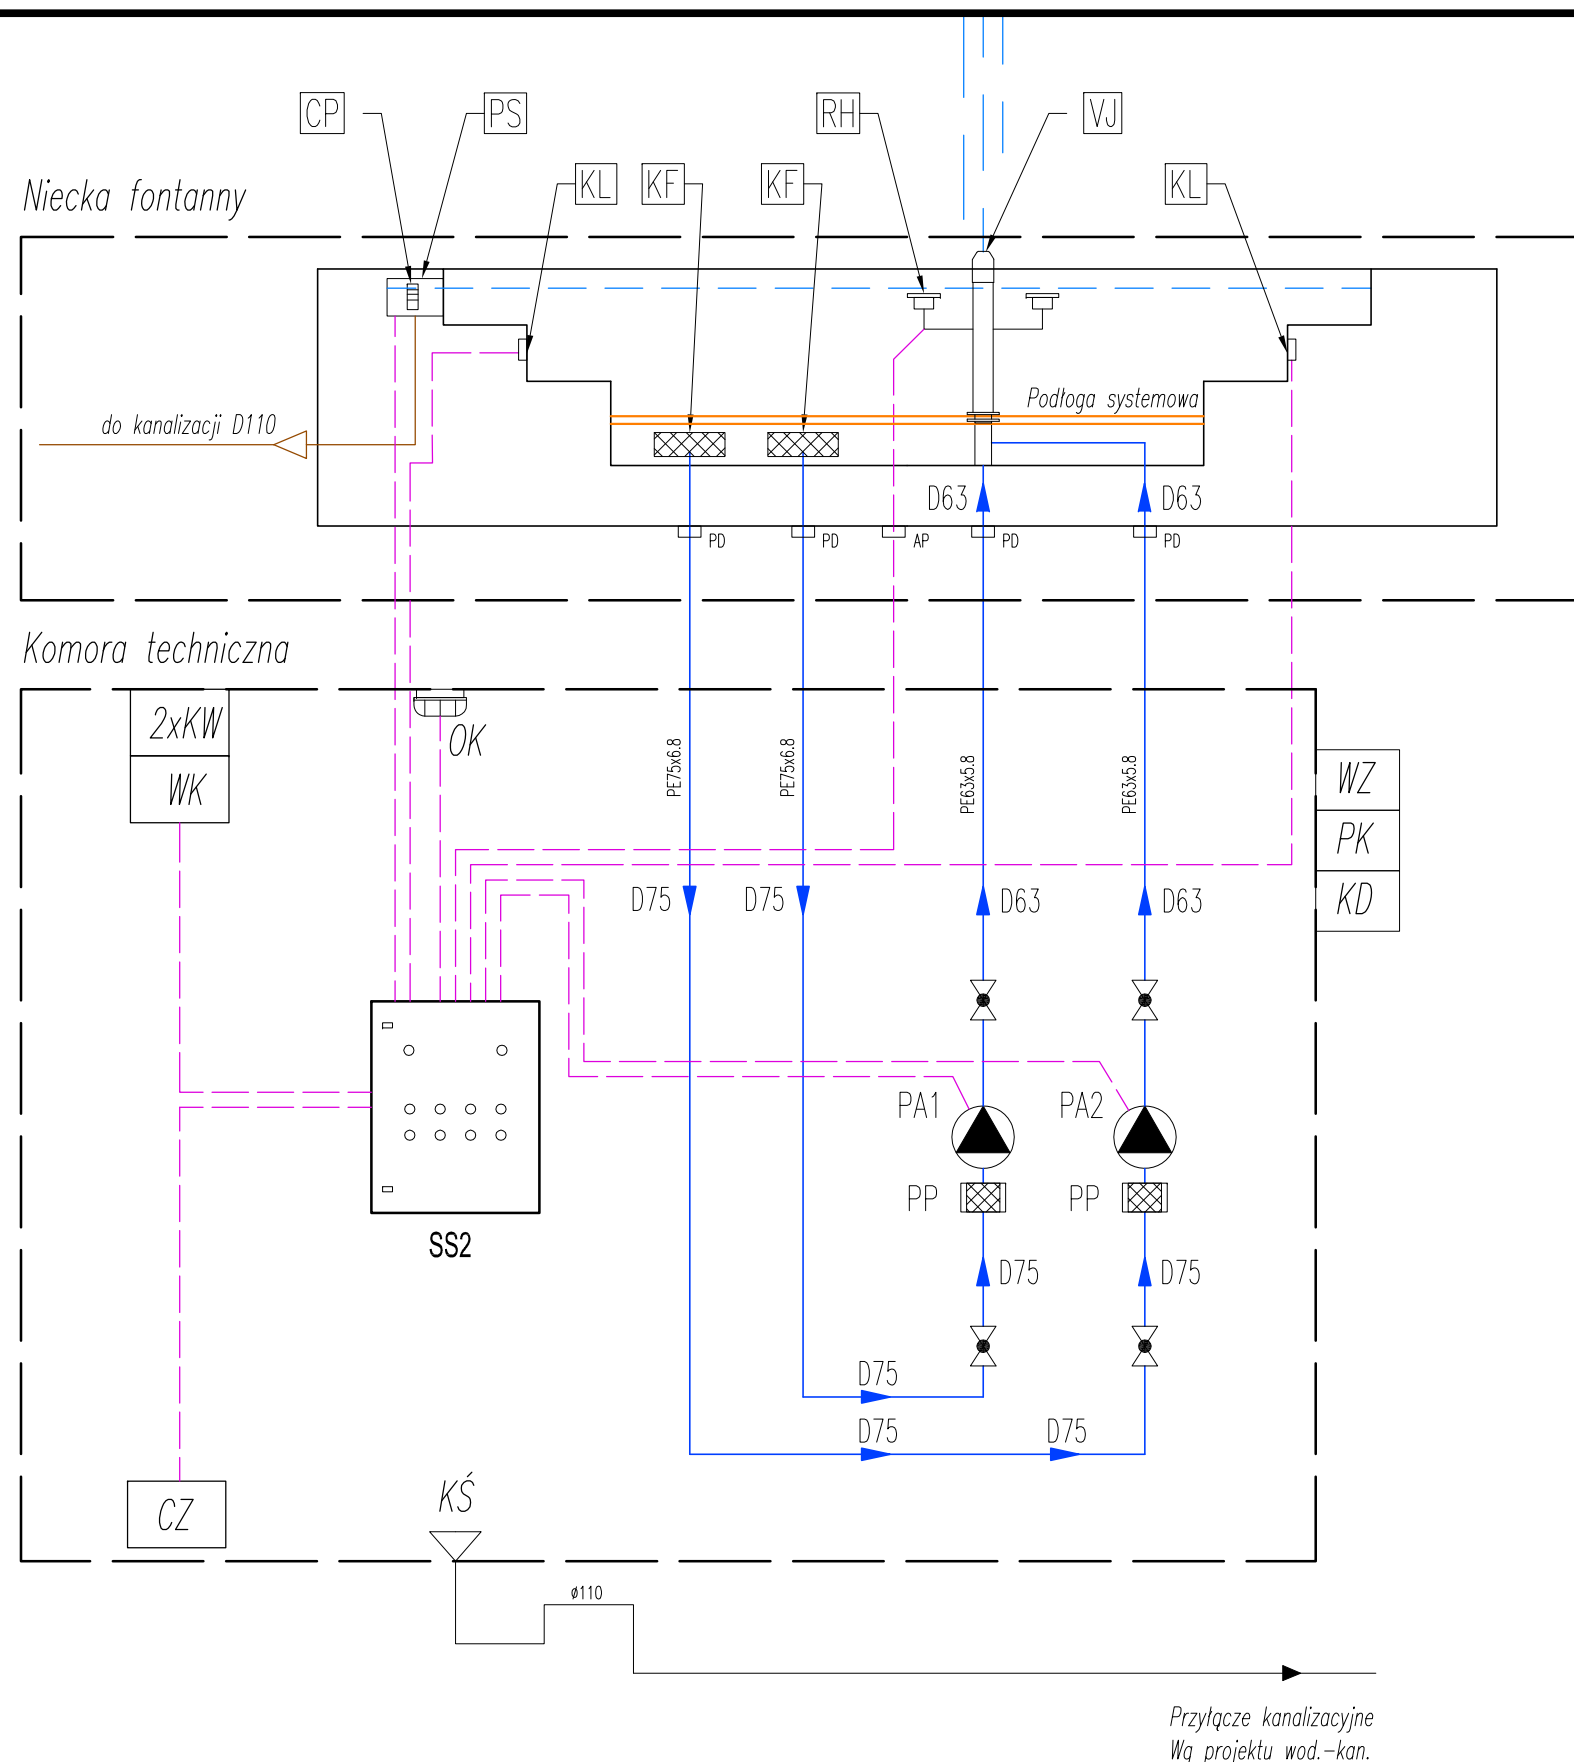 CP
PS
RH
VJ
KL
KF
KF
KL
Niecka fontanny
Podłoga systemowa
do kanalizacji D110
D63
D63
PD
PD
AP
PD
PD
Komora techniczna
2xKW
WK
OK
PE75x6.8
PE75x6.8
PE63x5.8
PE63x5.8
WZ
PK
KD
D75
D75
D63
D63
PA1
PA2
PP
PP
SS2
D75
D75
D75
D75
D75
CZ
KŚ
ø110
Przyłącze kanalizacyjne
Wg projektu wod.-kan.